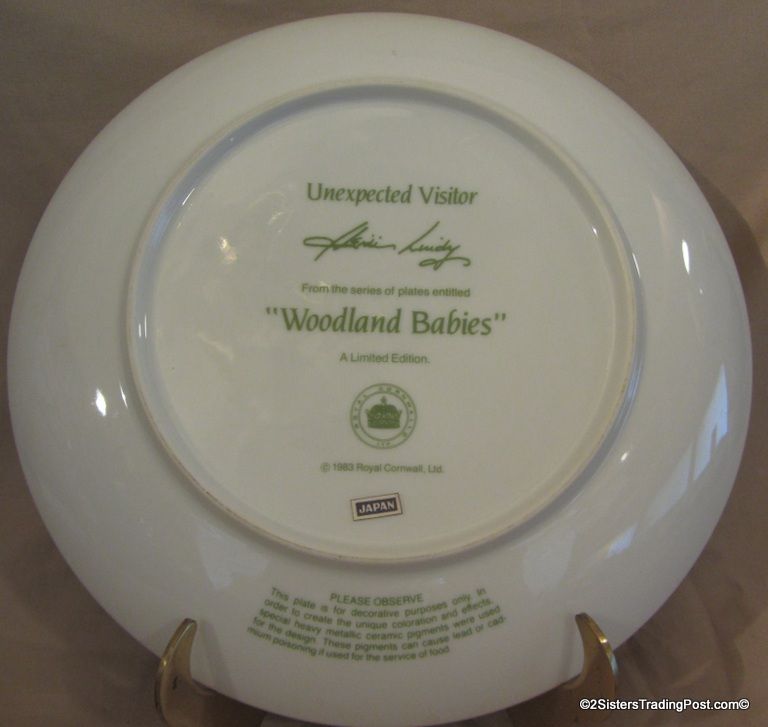 Unexpected Visitor
From the series of plates entitled
"Woodland Babies"
A Limited Edition.
ROYAL CORNWALL
LTD
© 1983 Royal Cornwall, Ltd.
JAPAN
PLEASE OBSERVE
This plate is for decorative purposes only. In
order to create the unique coloration and effects,
special heavy metallic ceramic pigments were used
for the design. These pigments can cause lead or cad-
mium poisoning if used for the service of food
©2SistersTradingPost.com©